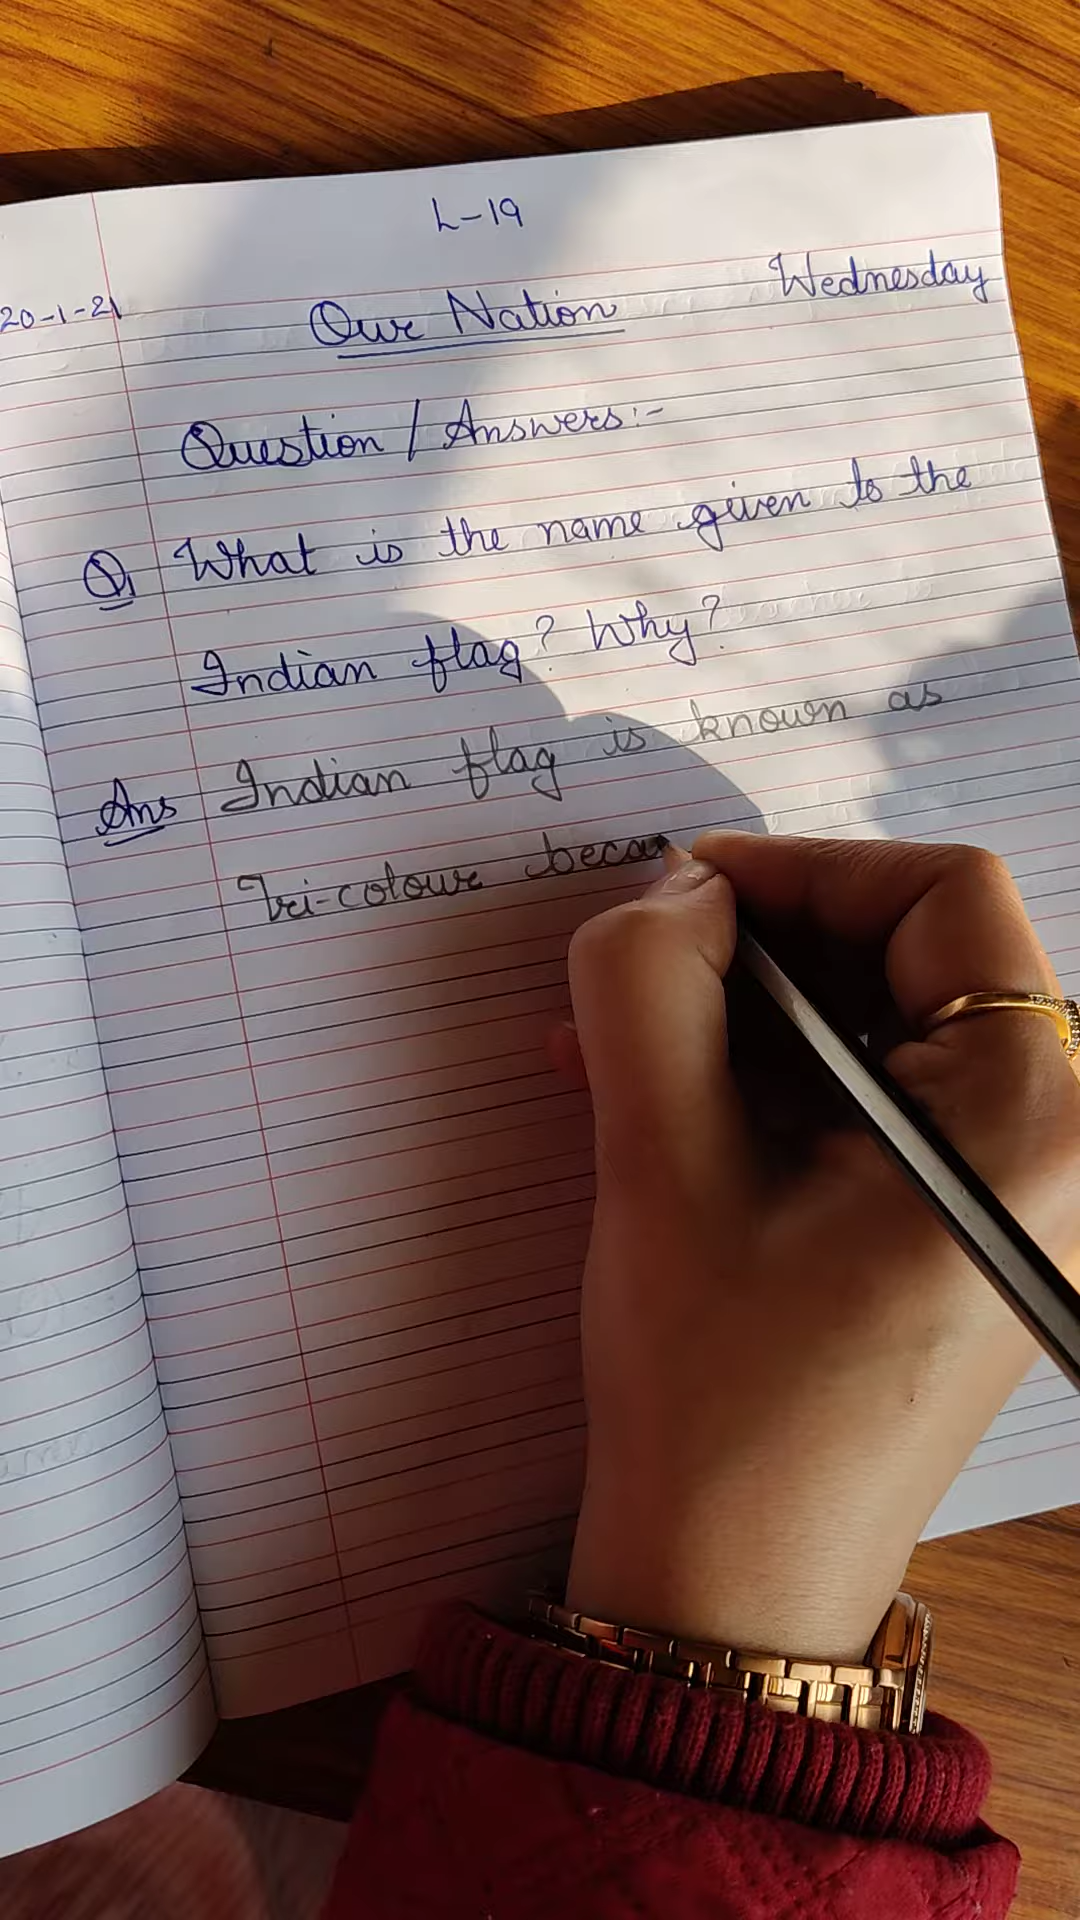 L-19
20-1-21
Wednesday
Our Nation
Question / Answers:-
Q1 What is the name given to the
Indian flag? Why?
Ans Indian flag is known as
Tri-colour becau